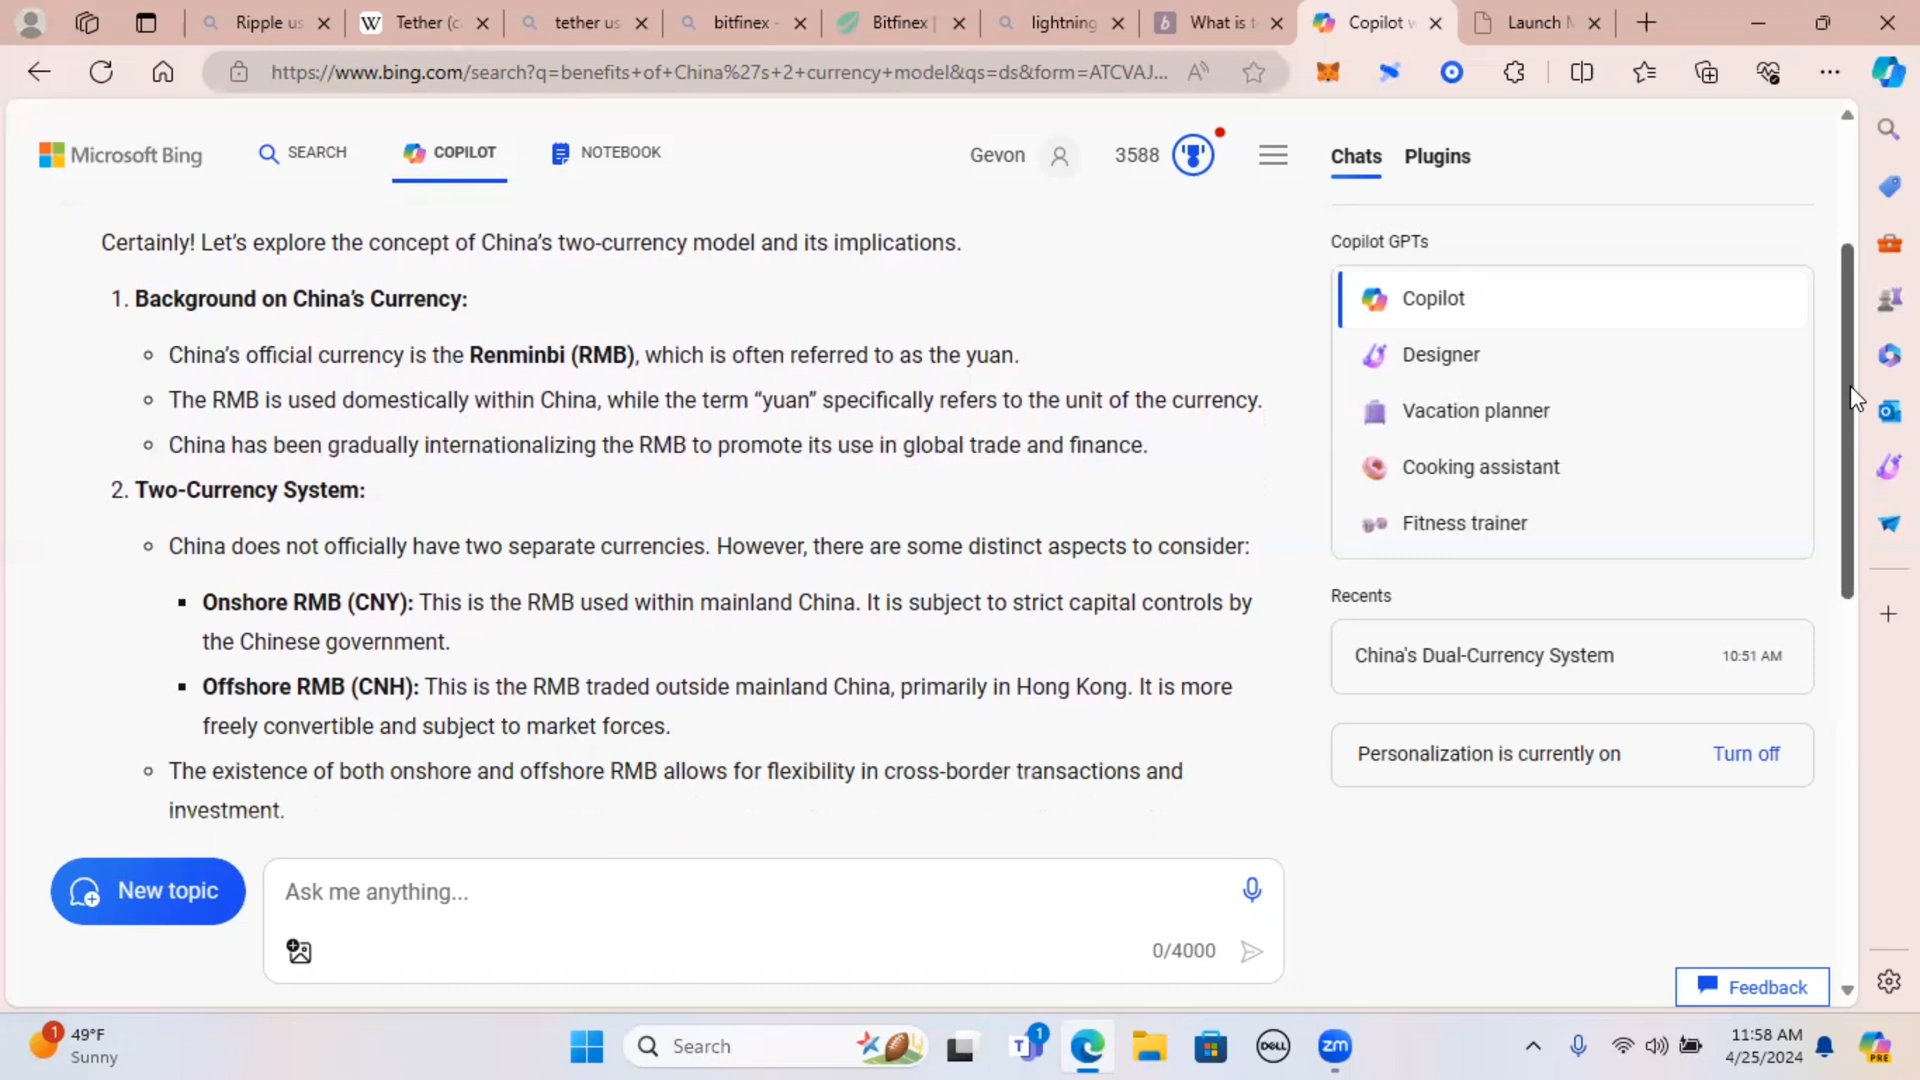 Ripple us
Tether (c
tether us
bitfinex -
Bitfinex |
lightning
What is t
Copilot w
Launch M
https://www.bing.com/search?q=benefits+of+China%27s+2+currency+model&qs=ds&form=ATCVAJ...
Microsoft Bing
SEARCH
COPILOT
NOTEBOOK
Gevon
3588
Chats
Plugins
Certainly! Let’s explore the concept of China’s two-currency model and its implications.
1. Background on China’s Currency:
China’s official currency is the Renminbi (RMB), which is often referred to as the yuan.
The RMB is used domestically within China, while the term “yuan” specifically refers to the unit of the currency.
China has been gradually internationalizing the RMB to promote its use in global trade and finance.
2. Two-Currency System:
China does not officially have two separate currencies. However, there are some distinct aspects to consider:
Onshore RMB (CNY): This is the RMB used within mainland China. It is subject to strict capital controls by
the Chinese government.
Offshore RMB (CNH): This is the RMB traded outside mainland China, primarily in Hong Kong. It is more
freely convertible and subject to market forces.
The existence of both onshore and offshore RMB allows for flexibility in cross-border transactions and
investment.
Copilot GPTs
Copilot
Designer
Vacation planner
Cooking assistant
Fitness trainer
Recents
China's Dual-Currency System
10:51 AM
Personalization is currently on
Turn off
New topic
Ask me anything...
0/4000
Feedback
1
49°F
Sunny
Search
1
DELL
zm
11:58 AM
4/25/2024
PRE